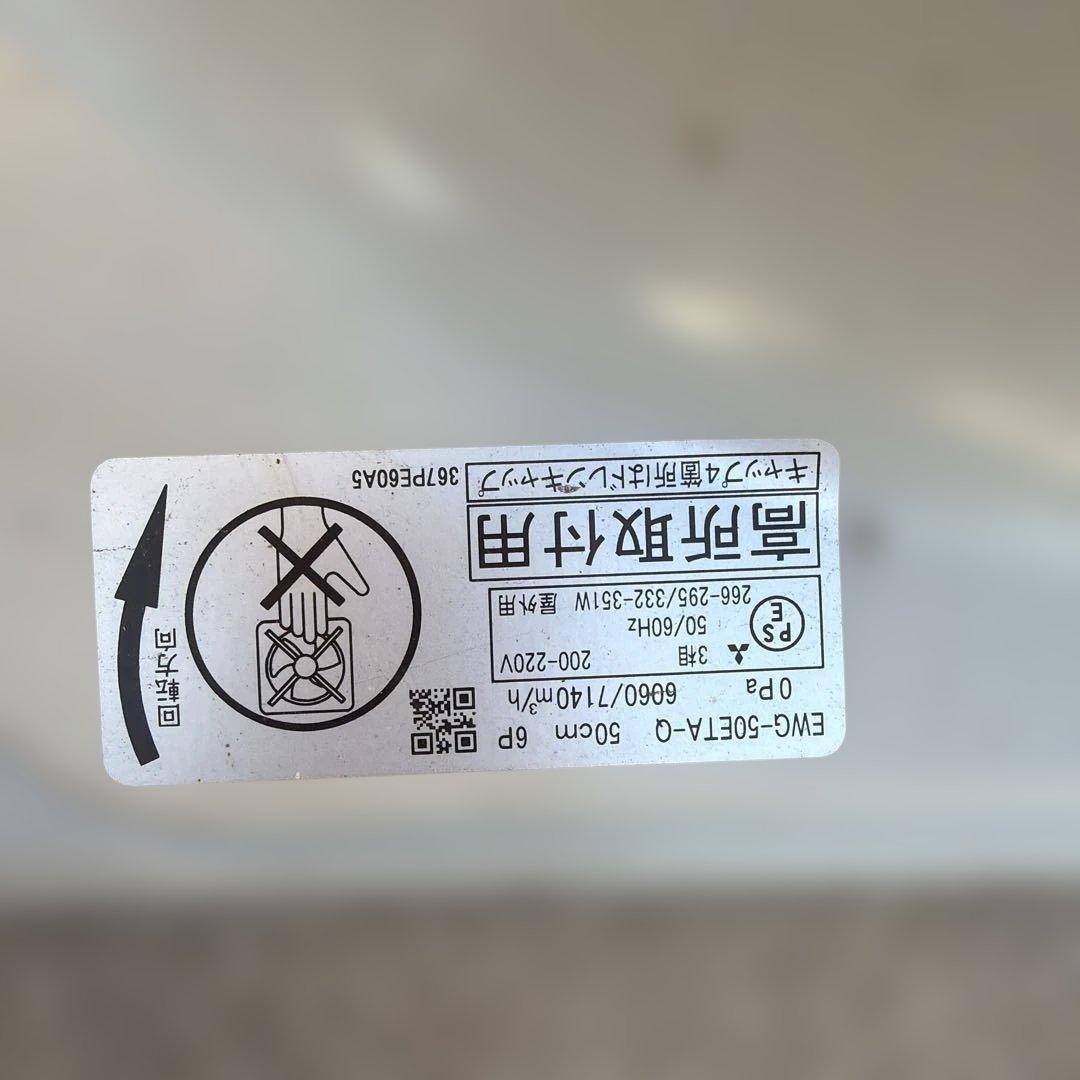 EWG-50ETA-Q 50cm 6P
0Pa 6060/7140m³/h
PS E 3相 200-220V
50/60Hz
266-295/332-351W 屋外用
高所取付用
キャップ4箇所はドレンキャップ
367PE60A5
回転方向